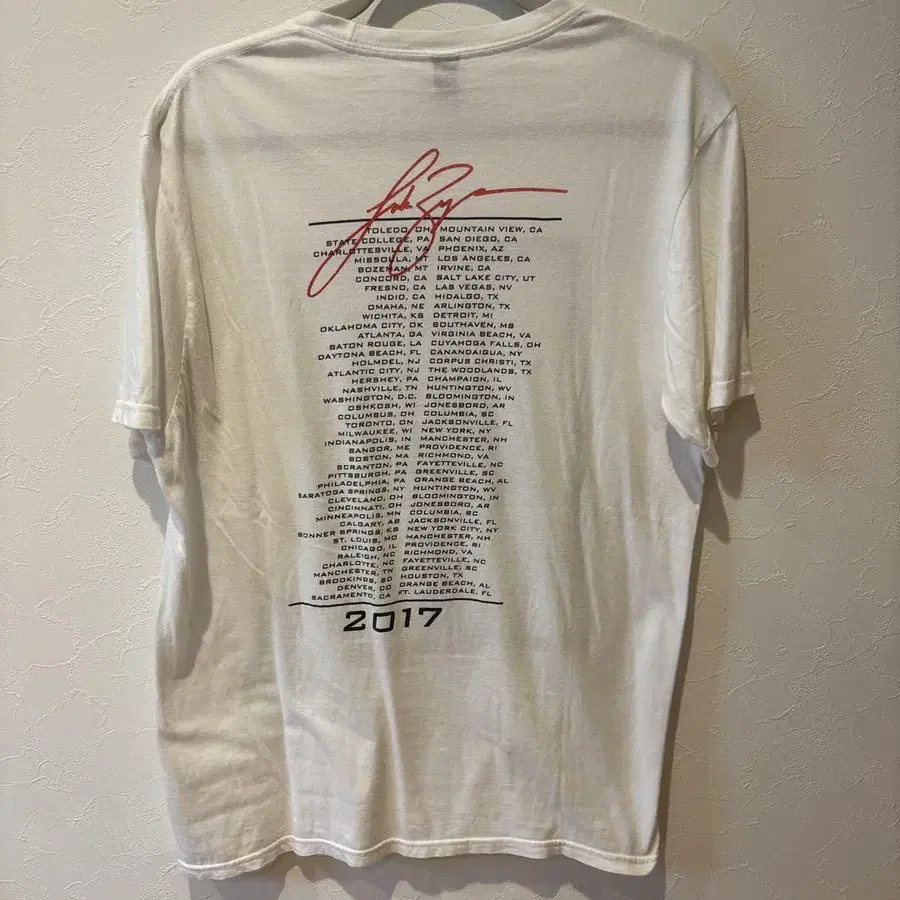 TOLEDO, OH, MOUNTAIN VIEW, CA
STATE COLLEGE, PA SAN DIEGO, CA
CHARLOTTESVILLE, VA PHOENIX, AZ
MISSOULA, MT LOS ANGELES, CA
BOZEMAN, MT IRVINE, CA
CONCORD, CA SALT LAKE CITY, UT
FRESNO, CA LAS VEGAS, NV
INDIO, CA HIDALGO, TX
OMAHA, NE ARLINGTON, TX
WICHITA, KS DETROIT, MI
OKLAHOMA CITY, OK SOUTHAVEN, MS
ATLANTA, GA VIRGINIA BEACH, VA
BATON ROUGE, LA CUYAHOGA FALLS, OH
DAYTONA BEACH, FL CANANDAIGUA, NY
HOLMDEL, NJ CORPUS CHRISTI, TX
ATLANTIC CITY, NJ THE WOODLANDS, TX
HERSHEY, PA CHAMPAIGN, IL
NASHVILLE, TN HUNTINGTON, WV
WASHINGTON, D.C. BLOOMINGTON, IN
OSHKOSH, WI JONESBORO, AR
COLUMBUS, OH COLUMBIA, SC
TORONTO, ON JACKSONVILLE, FL
MILWAUKEE, WI NEW YORK, NY
INDIANAPOLIS, IN MANCHESTER, NH
BANGOR, ME PROVIDENCE, RI
BOSTON, MA RICHMOND, VA
SCRANTON, PA FAYETTEVILLE, NC
PITTSBURGH, PA GREENVILLE, SC
PHILADELPHIA, PA ORANGE BEACH, AL
SARATOGA SPRINGS, NY HUNTINGTON, WV
CLEVELAND, OH BLOOMINGTON, IN
CINCINNATI, OH JONESBORO, AR
MINNEAPOLIS, MN COLUMBIA, SC
CALGARY, AB JACKSONVILLE, FL
BONNER SPRINGS, KS NEW YORK CITY, NY
ST. LOUIS, MO MANCHESTER, NH
CHICAGO, IL PROVIDENCE, RI
RALEIGH, NC RICHMOND, VA
CHARLOTTE, NC FAYETTEVILLE, NC
MANCHESTER, TN GREENVILLE, SC
BROOKINGS, SD HOUSTON, TX
DENVER, CO ORANGE BEACH, AL
SACRAMENTO, CA FT. LAUDERDALE, FL
2017